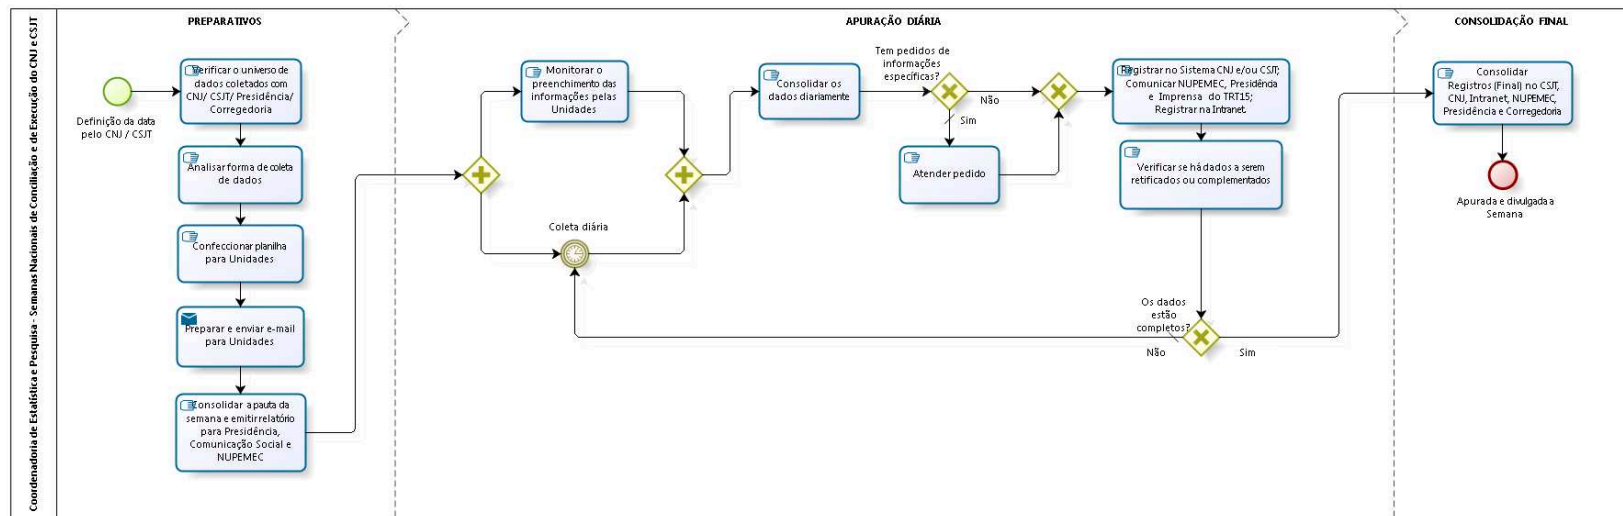 Coordenadoria de Estatística e Pesquisa - Semanas Nacionais de Conciliação e de Execução do CNJ e CSJT
PREPARATIVOS
Definição da data
pelo CNJ / CSJT
Verificar o universo de
dados coletados com
CNJ/ CSJT/ Presidência/
Corregedoria
Analisar forma de coleta
de dados
Confeccionar planilha
para Unidades
Preparar e enviar e-mail
para Unidades
Consolidar a pauta da
semana e emitir relatório
para Presidência,
Comunicação Social e
NUPEMEC
APURAÇÃO DIÁRIA
Monitorar o
preenchimento das
informações pelas
Unidades
Coleta diária
Consolidar os
dados diariamente
Tem pedidos de
informações
específicas?
Não
Sim
Atender pedido
Registrar no Sistema CNJ e/ou CSJT;
Comunicar NUPEMEC, Presidência
e Imprensa do TRT15;
Registrar na Intranet.
Verificar se há dados a serem
retificados ou complementados
Os dados
estão
completos?
Não
Sim
CONSOLIDAÇÃO FINAL
Consolidar
Registros (Final) no CSJT,
CNJ, Intranet, NUPEMEC,
Presidência e Corregedoria
Apurada e divulgada a
Semana